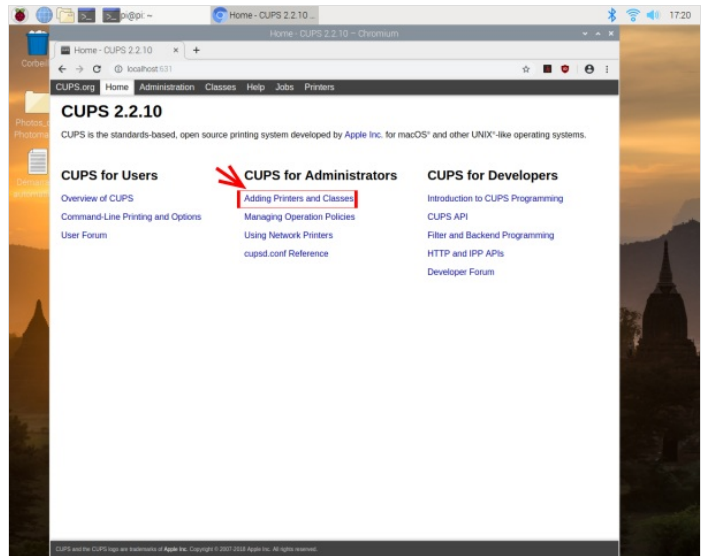 pi@pi: ~
Home - CUPS 2.2.10 ...
17:20
Home - CUPS 2.2.10 – Chromium
Home - CUPS 2.2.10 × +
localhost:631
CUPS.org Home Administration Classes Help Jobs Printers
CUPS 2.2.10
CUPS is the standards-based, open source printing system developed by Apple Inc. for macOS® and other UNIX®-like operating systems.
CUPS for Users
Overview of CUPS
Command-Line Printing and Options
User Forum
CUPS for Administrators
Adding Printers and Classes
Managing Operation Policies
Using Network Printers
cupsd.conf Reference
CUPS for Developers
Introduction to CUPS Programming
CUPS API
Filter and Backend Programming
HTTP and IPP APIs
Developer Forum
Corbeil
Photos_
Photoma
CUPS and the CUPS logo are trademarks of Apple Inc. Copyright © 2007-2018 Apple Inc. All rights reserved.